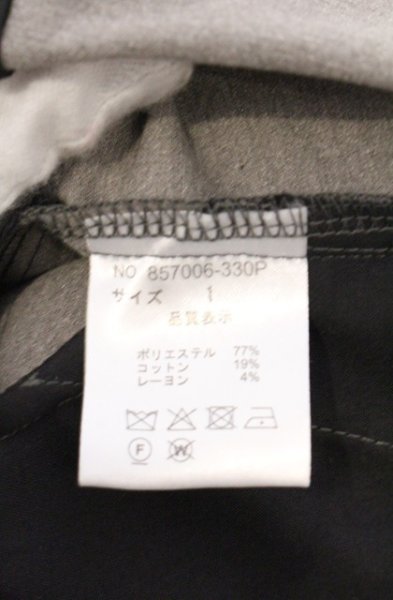 NO 857006-330P
サイズ 1
品質表示
ポリエステル 77%
コットン 19%
レーヨン 4%
F W